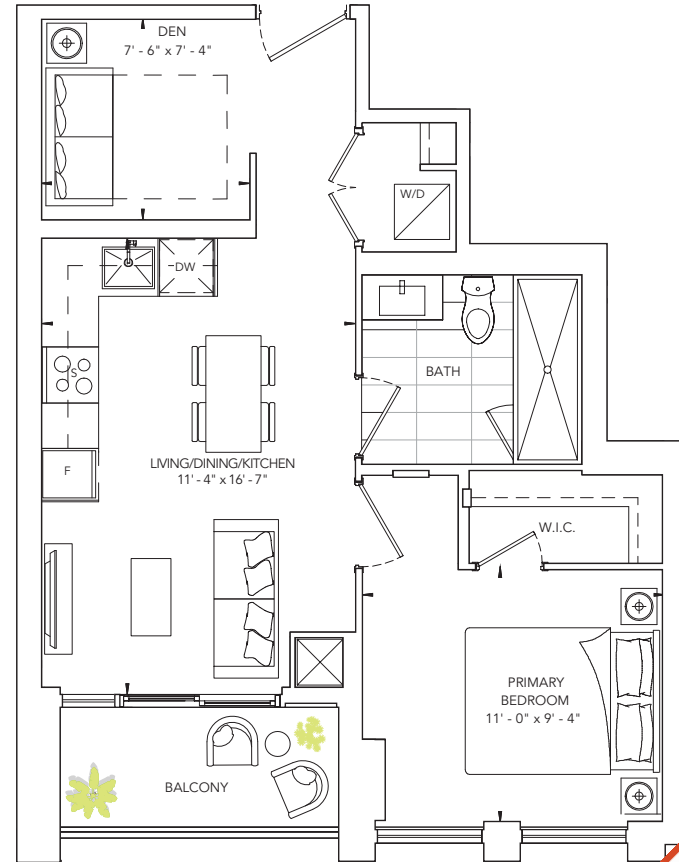 DEN
7' - 6" x 7' - 4"
W/D
DW
S
BATH
F
LIVING/DINING/KITCHEN
11' - 4" x 16' - 7"
W.I.C.
PRIMARY
BEDROOM
11' - 0" x 9' - 4"
BALCONY